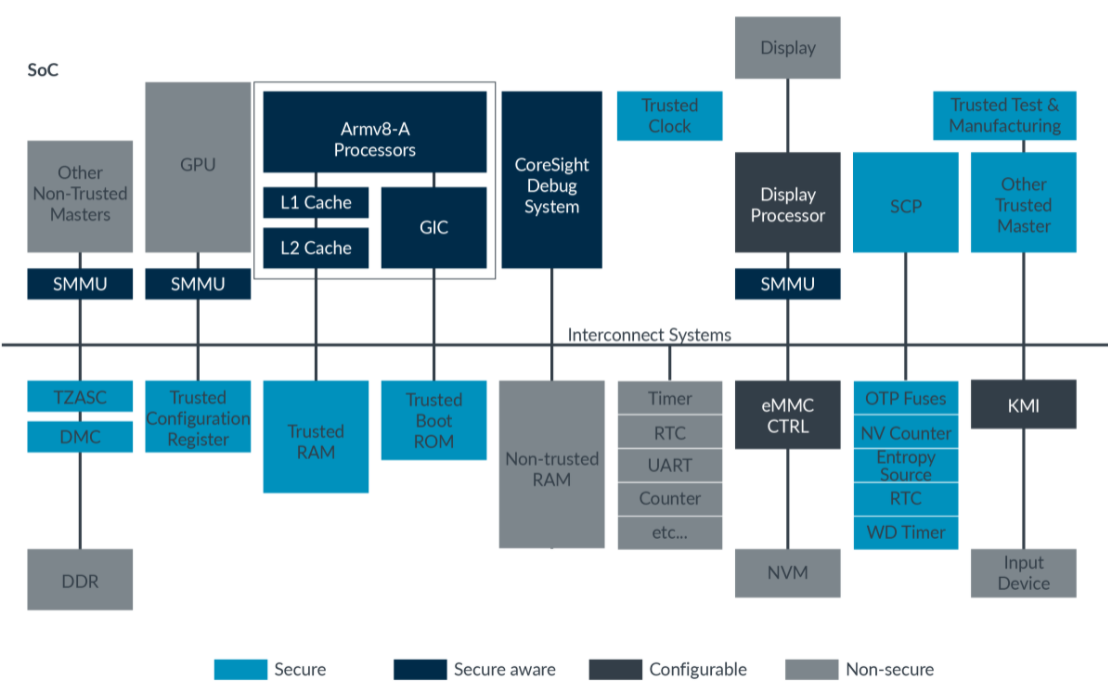 SoC
Display
Other
Non-Trusted
Masters
SMMU
GPU
SMMU
Armv8-A
Processors
L1 Cache
L2 Cache
GIC
CoreSight
Debug
System
Trusted
Clock
Display
Processor
SMMU
SCP
Trusted Test &
Manufacturing
Other
Trusted
Master
Interconnect Systems
TZASC
DMC
DDR
Trusted
Configuration
Register
Trusted
RAM
Trusted
Boot
ROM
Non-trusted
RAM
Timer
RTC
UART
Counter
etc...
eMMC
CTRL
NVM
OTP Fuses
NV Counter
Entropy
Source
RTC
WD Timer
KMI
Input
Device
Secure
Secure aware
Configurable
Non-secure